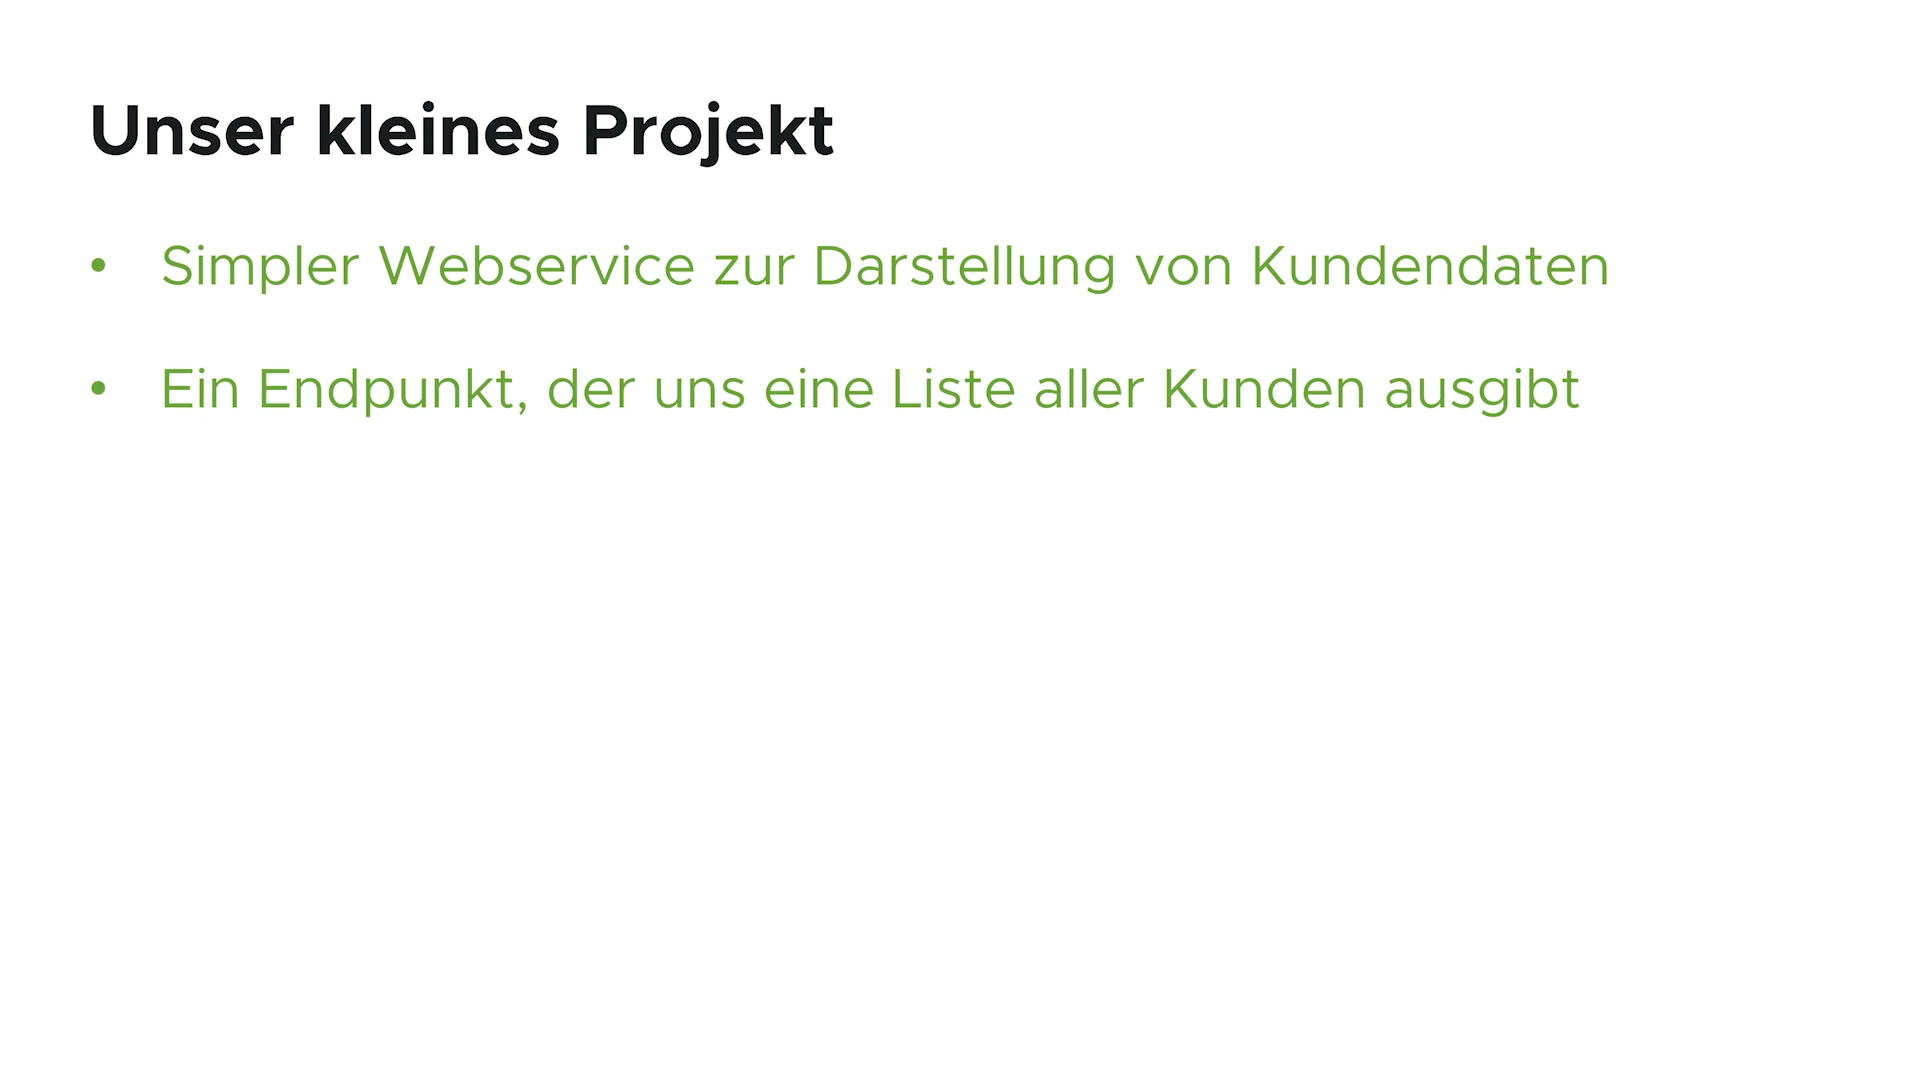 Unser kleines Projekt
• Simpler Webservice zur Darstellung von Kundendaten
• Ein Endpunkt, der uns eine Liste aller Kunden ausgibt